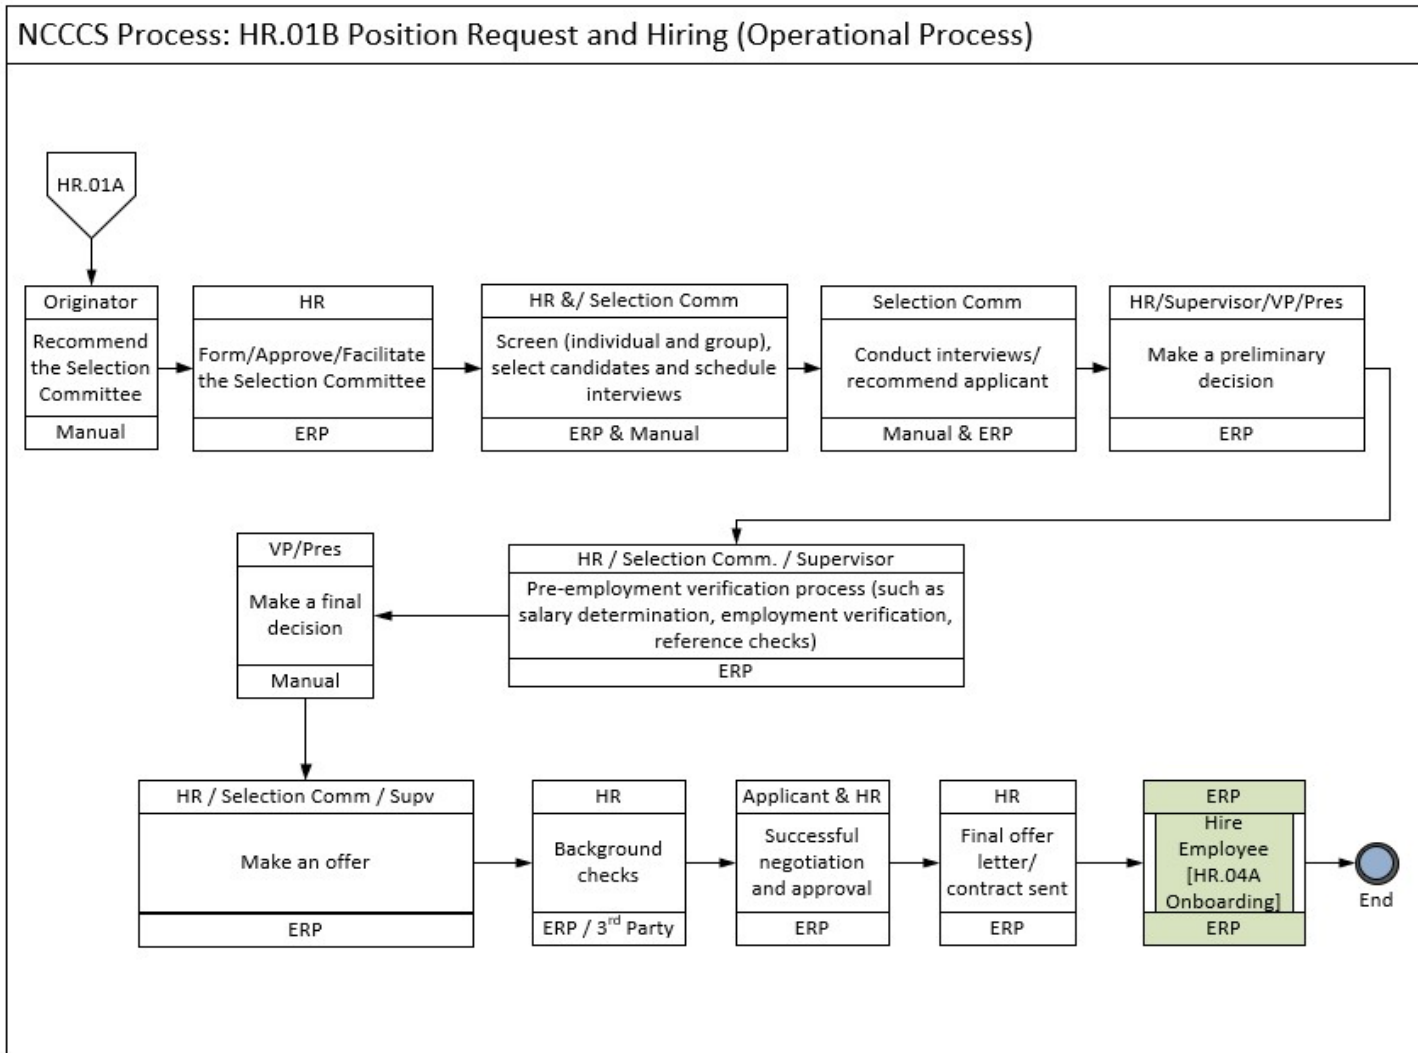 NCCCS Process: HR.01B Position Request and Hiring (Operational Process)
HR.01A
Originator
Recommend
the Selection
Committee
Manual
HR
Form/Approve/Facilitate
the Selection Committee
ERP
HR &/ Selection Comm
Screen (individual and group),
select candidates and schedule
interviews
ERP & Manual
Selection Comm
Conduct interviews/
recommend applicant
Manual & ERP
HR/Supervisor/VP/Pres
Make a preliminary
decision
ERP
HR / Selection Comm. / Supervisor
Pre-employment verification process (such as
salary determination, employment verification,
reference checks)
ERP
VP/Pres
Make a final
decision
Manual
HR / Selection Comm / Supv
Make an offer
ERP
HR
Background
checks
ERP / 3rd Party
Applicant & HR
Successful
negotiation
and approval
ERP
HR
Final offer
letter/
contract sent
ERP
ERP
Hire
Employee
[HR.04A
Onboarding]
ERP
End